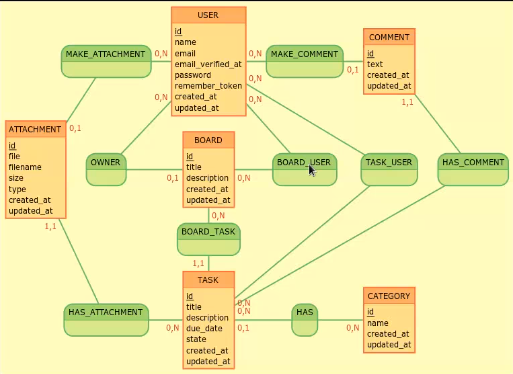 USER
id
name
email
email_verified_at
password
remember_token
created_at
updated_at
MAKE_ATTACHMENT
0,N
0,N
MAKE_COMMENT
0,1
COMMENT
id
text
created_at
updated_at
0,N
0,N
0,N
1,1
ATTACHMENT
id
file
filename
size
type
created_at
updated_at
0,1
1,1
OWNER
0,1
BOARD
id
title
description
created_at
updated_at
0,N
BOARD_USER
TASK_USER
HAS_COMMENT
0,N
BOARD_TASK
1,1
TASK
id
title
description
due_date
state
created_at
updated_at
HAS_ATTACHMENT
0,N
0,N
0,N
0,1
HAS
0,N
CATEGORY
id
name
created_at
updated_at